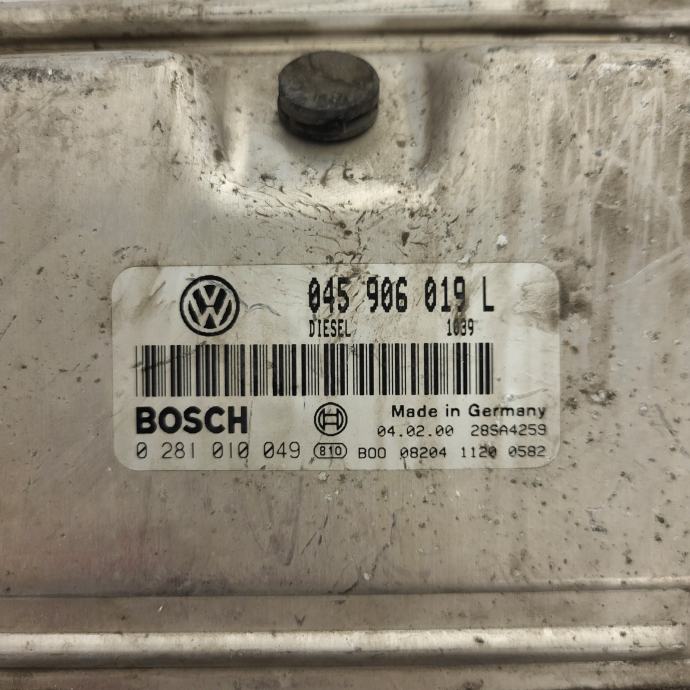 VW 045 906 019 L
DIESEL 1039
BOSCH Made in Germany
04.02.00 28SA4259
0 281 010 049 810 B00 08204 1120 0582